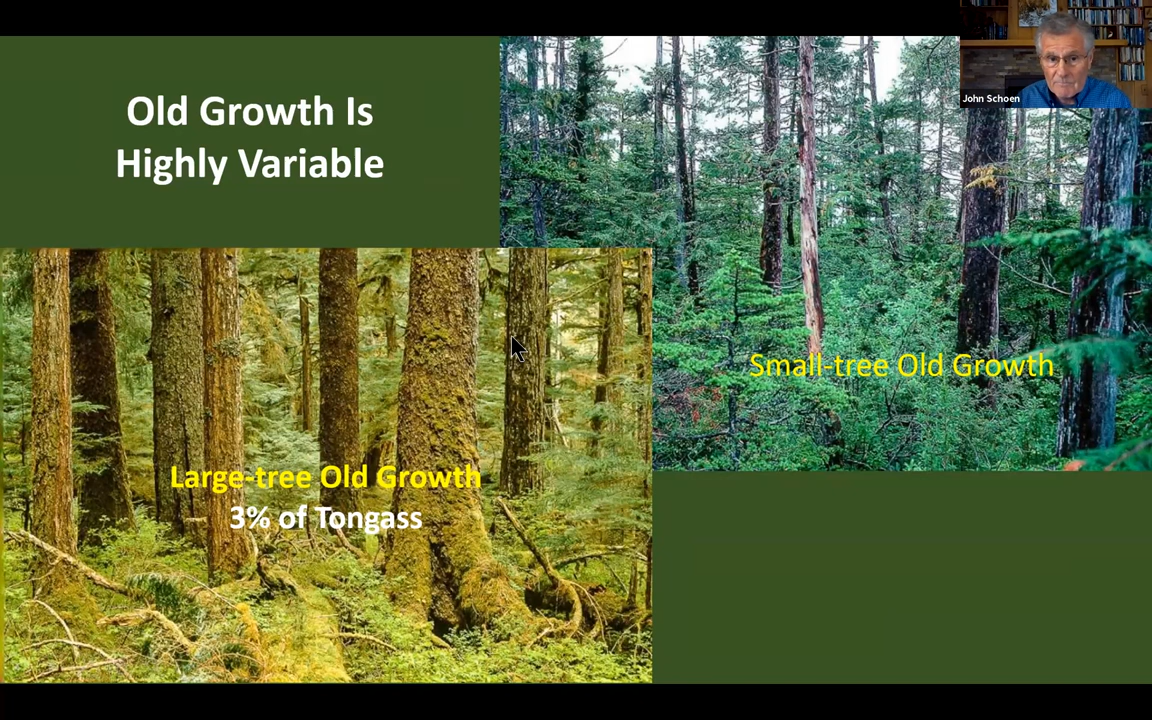 Old Growth Is
Highly Variable
John Schoen
Small-tree Old Growth
Large-tree Old Growth
3% of Tongass